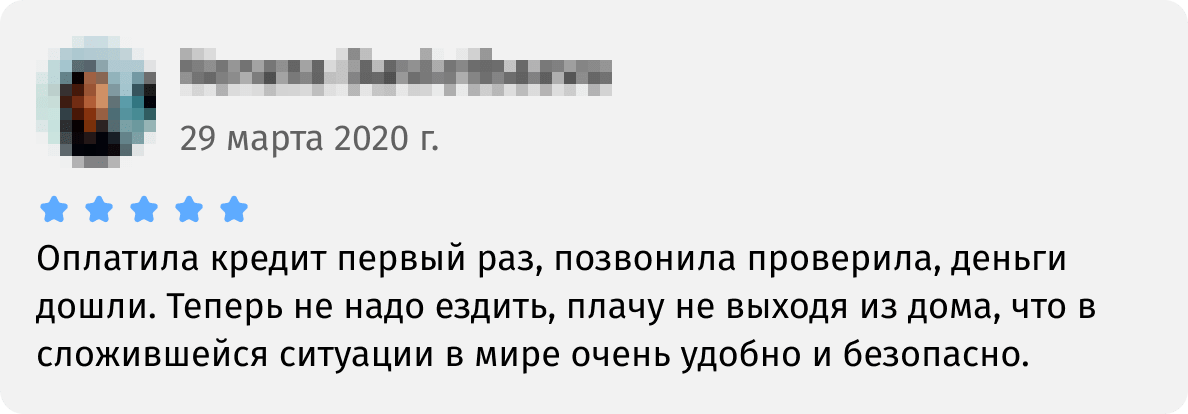 29 марта 2020 г.
Оплатила кредит первый раз, позвонила проверила, деньги
дошли. Теперь не надо ездить, плачу не выходя из дома, что в
сложившейся ситуации в мире очень удобно и безопасно.